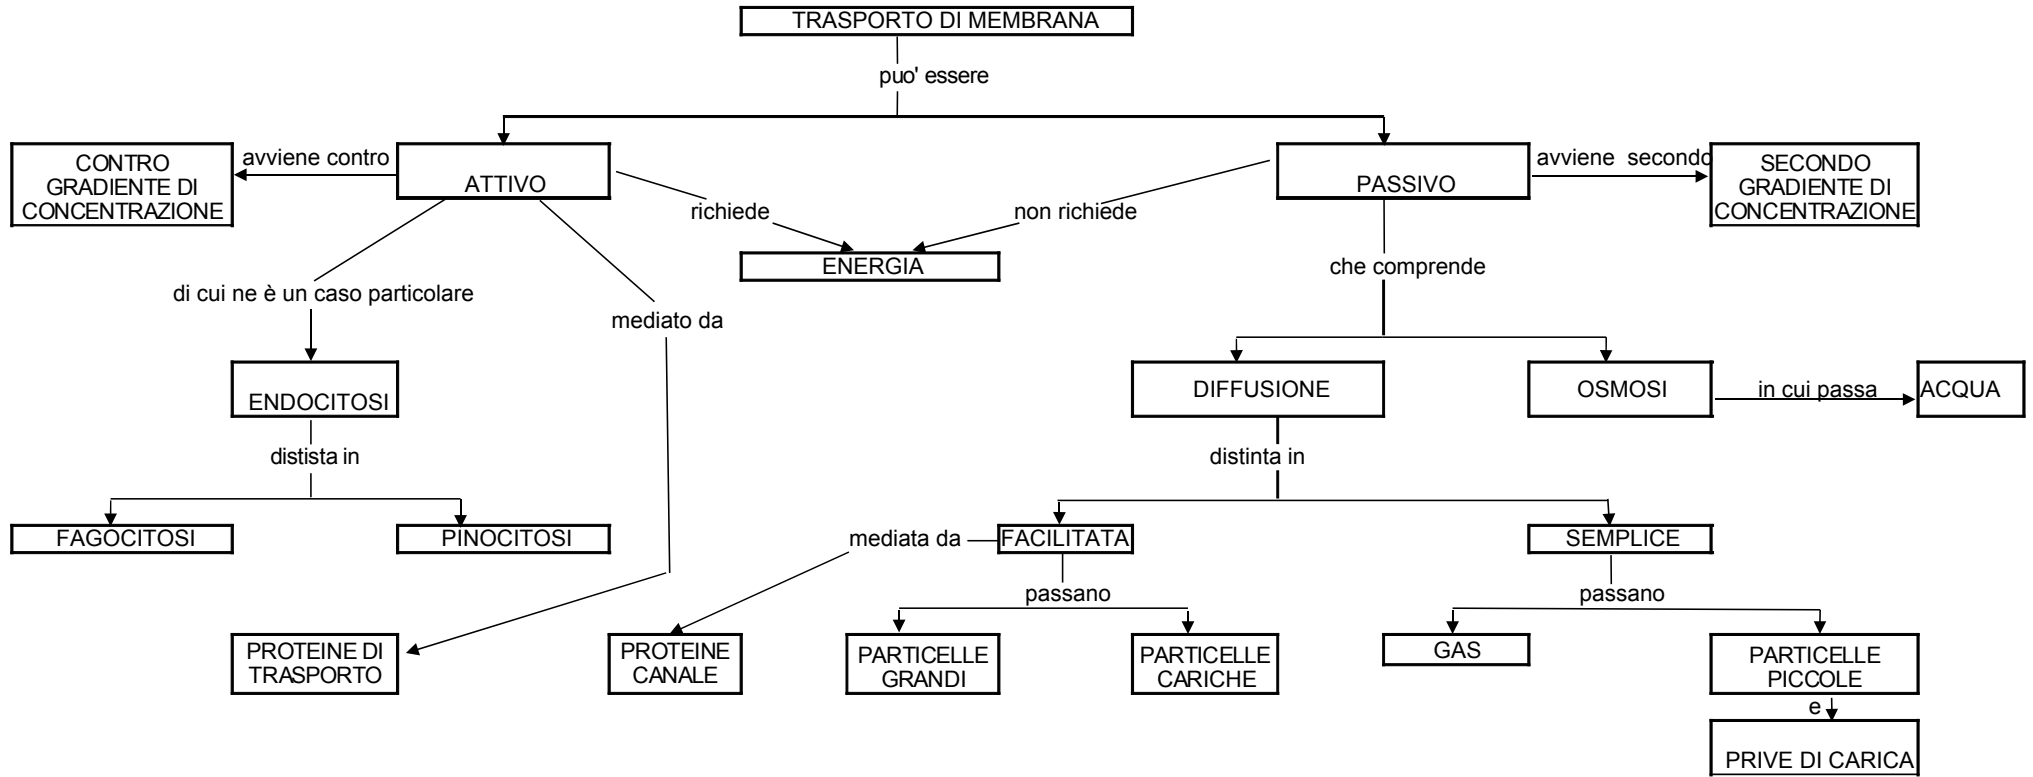 TRASPORTO DI MEMBRANA
puo' essere
CONTRO
GRADIENTE DI
CONCENTRAZIONE
avviene contro
ATTIVO
PASSIVO
avviene secondo
SECONDO
GRADIENTE DI
CONCENTRAZIONE
richiede
non richiede
ENERGIA
che comprende
di cui ne è un caso particolare
mediato da
ENDOCITOSI
DIFFUSIONE
OSMOSI
in cui passa
ACQUA
distista in
distinta in
FAGOCITOSI
PINOCITOSI
mediata da
FACILITATA
SEMPLICE
passano
passano
PROTEINE DI
TRASPORTO
PROTEINE
CANALE
PARTICELLE
GRANDI
PARTICELLE
CARICHE
GAS
PARTICELLE
PICCOLE
e
PRIVE DI CARICA